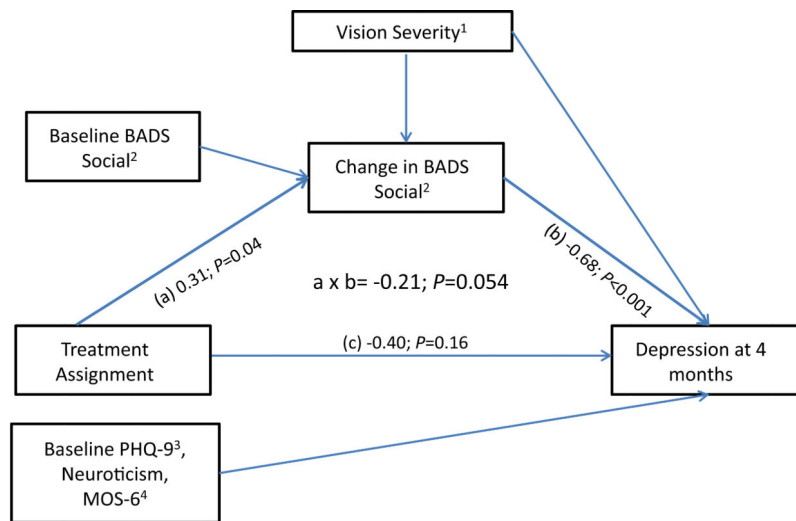 Vision Severity¹
Baseline BADS
Social²
Change in BADS
Social²
(a) 0.31; P=0.04
(b) -0.68; P<0.001
a x b= -0.21; P=0.054
Treatment
Assignment
(c) -0.40; P=0.16
Depression at 4
months
Baseline PHQ-9³,
Neuroticism,
MOS-6⁴